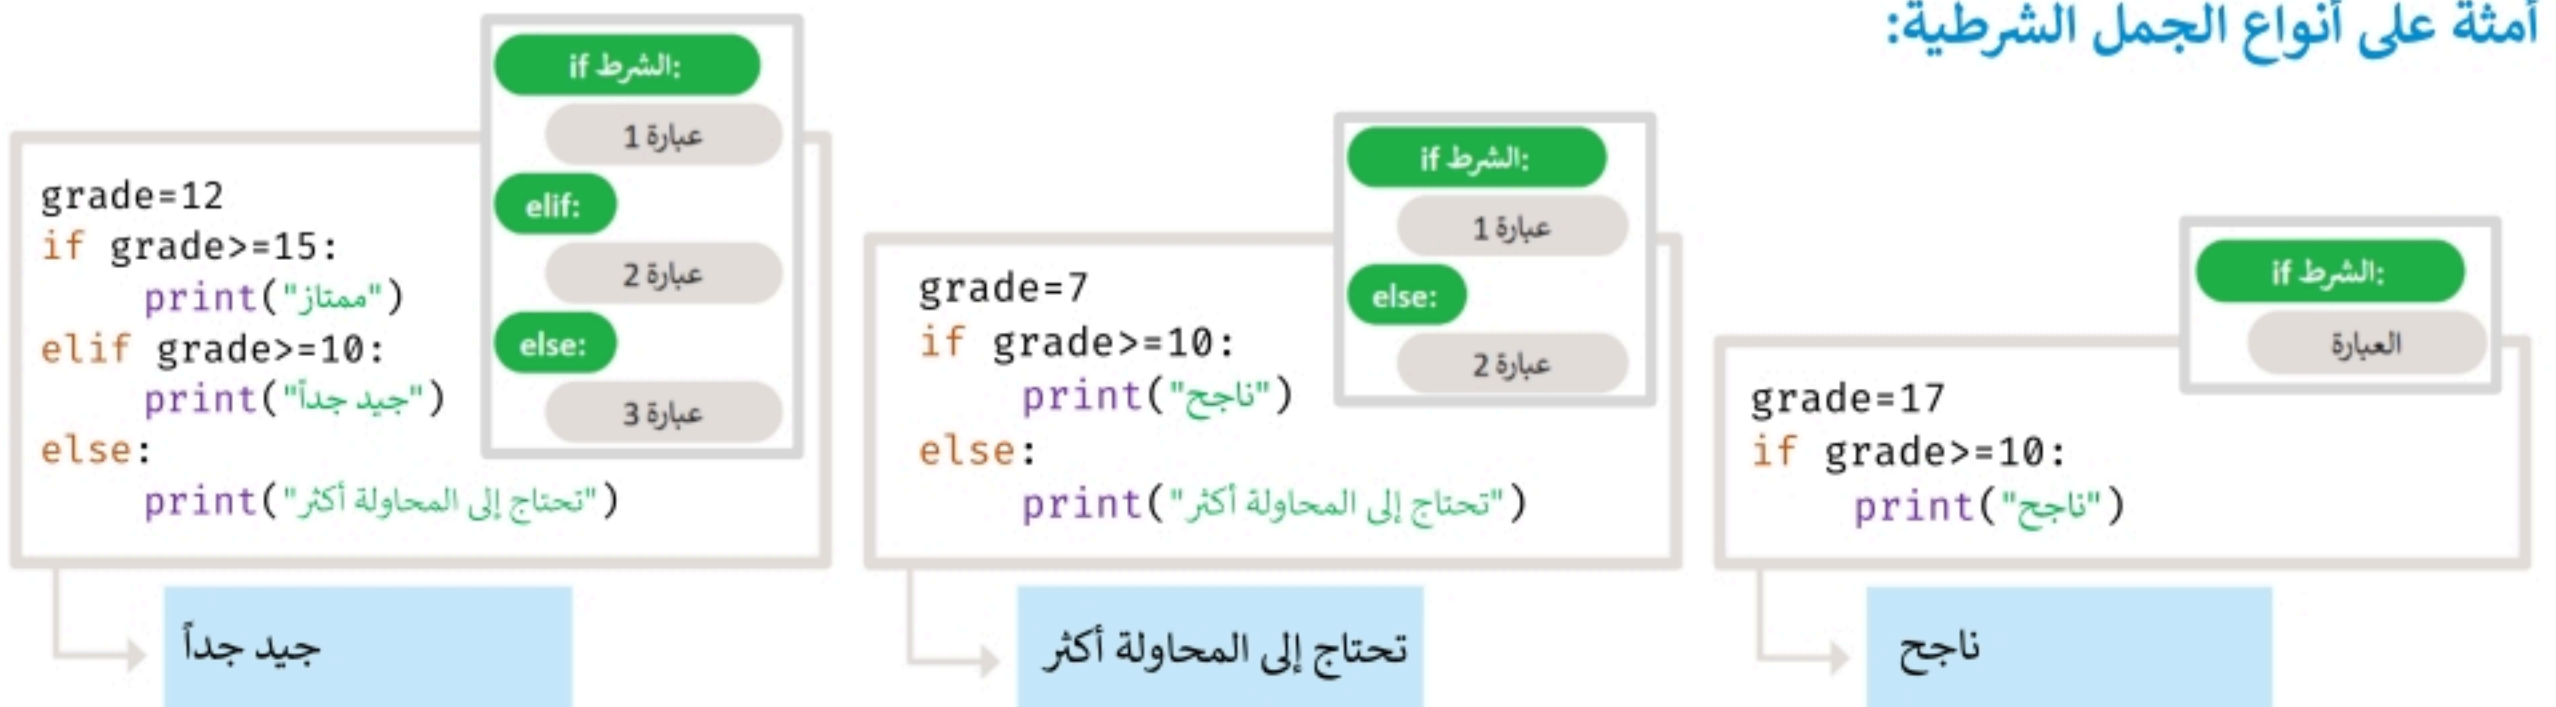 أمثة على أنواع الجمل الشرطية:
if الشرط:
العبارة
grade=17
if grade>=10:
print("ناجح")
ناجح
if الشرط:
عبارة 1
else:
عبارة 2
grade=7
if grade>=10:
print("ناجح")
else:
print("تحتاج إلى المحاولة أكثر")
تحتاج إلى المحاولة أكثر
if الشرط:
عبارة 1
elif:
عبارة 2
else:
عبارة 3
grade=12
if grade>=15:
print("ممتاز")
elif grade>=10:
print("جيد جداً")
else:
print("تحتاج إلى المحاولة أكثر")
جيد جداً